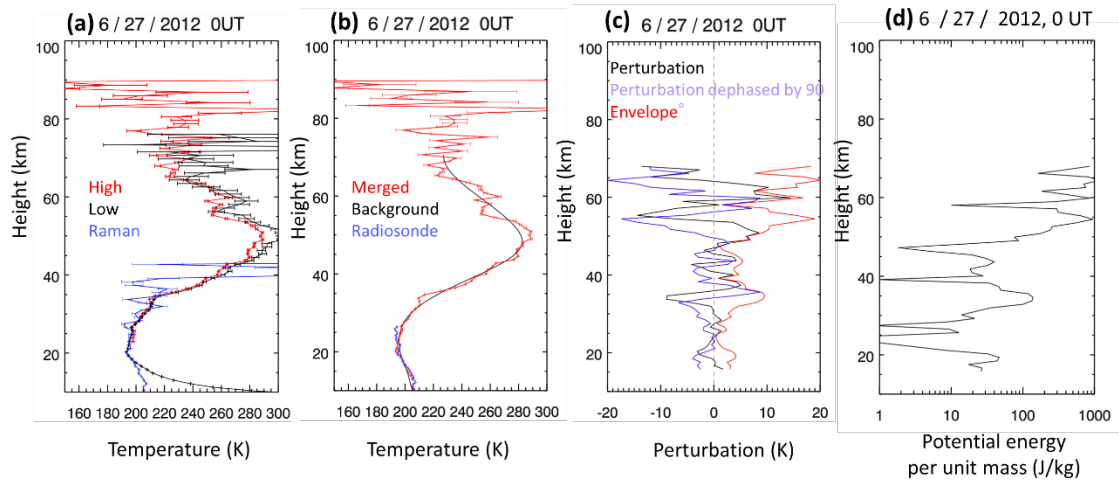 (a) 6 / 27 / 2012 0UT
100
80
60
40
20
Height (km)
High
Low
Raman
160 180 200 220 240 260 280 300
Temperature (K)
(b) 6 / 27 / 2012 0UT
100
80
60
40
20
Height (km)
Merged
Background
Radiosonde
160 180 200 220 240 260 280 300
Temperature (K)
(c) 6 / 27 / 2012 0UT
100
80
60
40
20
Height (km)
Perturbation
Perturbation dephased by 90
Envelope°
-20 -10 0 10 20
Perturbation (K)
(d) 6 / 27 / 2012, 0 UT
100
80
60
40
20
Height (km)
1 10 100 1000
Potential energy
per unit mass (J/kg)